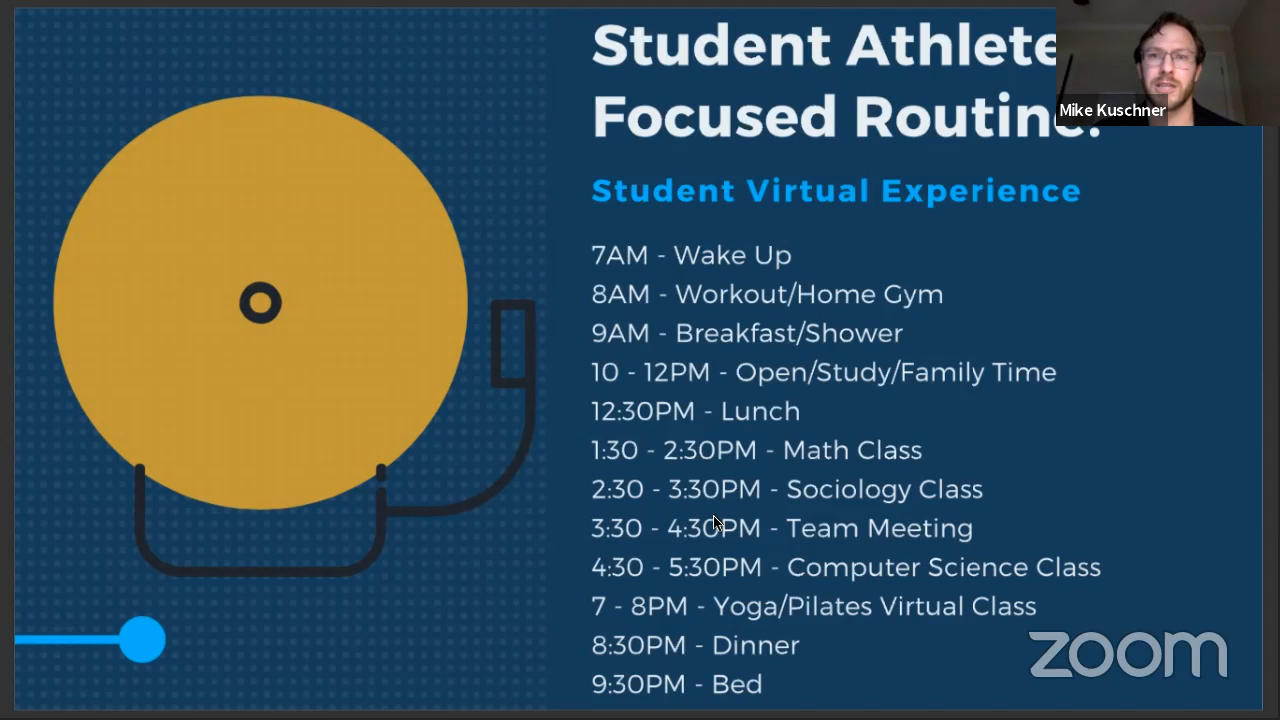 Student Athlete
Focused Routine.
Mike Kuschner
Student Virtual Experience
7AM - Wake Up
8AM - Workout/Home Gym
9AM - Breakfast/Shower
10 - 12PM - Open/Study/Family Time
12:30PM - Lunch
1:30 - 2:30PM - Math Class
2:30 - 3:30PM - Sociology Class
3:30 - 4:30PM - Team Meeting
4:30 - 5:30PM - Computer Science Class
7 - 8PM - Yoga/Pilates Virtual Class
8:30PM - Dinner
9:30PM - Bed
zoom